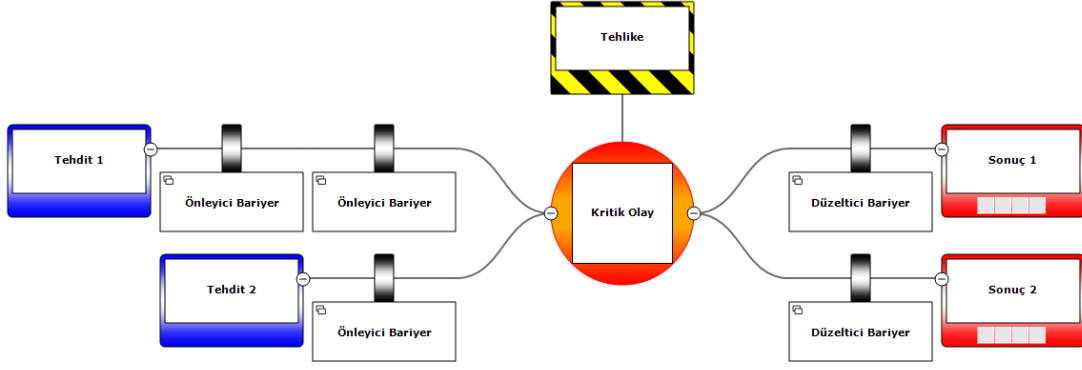 Tehlike
Tehdit 1
Önleyici Bariyer
Önleyici Bariyer
Kritik Olay
Düzeltici Bariyer
Sonuç 1
Tehdit 2
Önleyici Bariyer
Düzeltici Bariyer
Sonuç 2